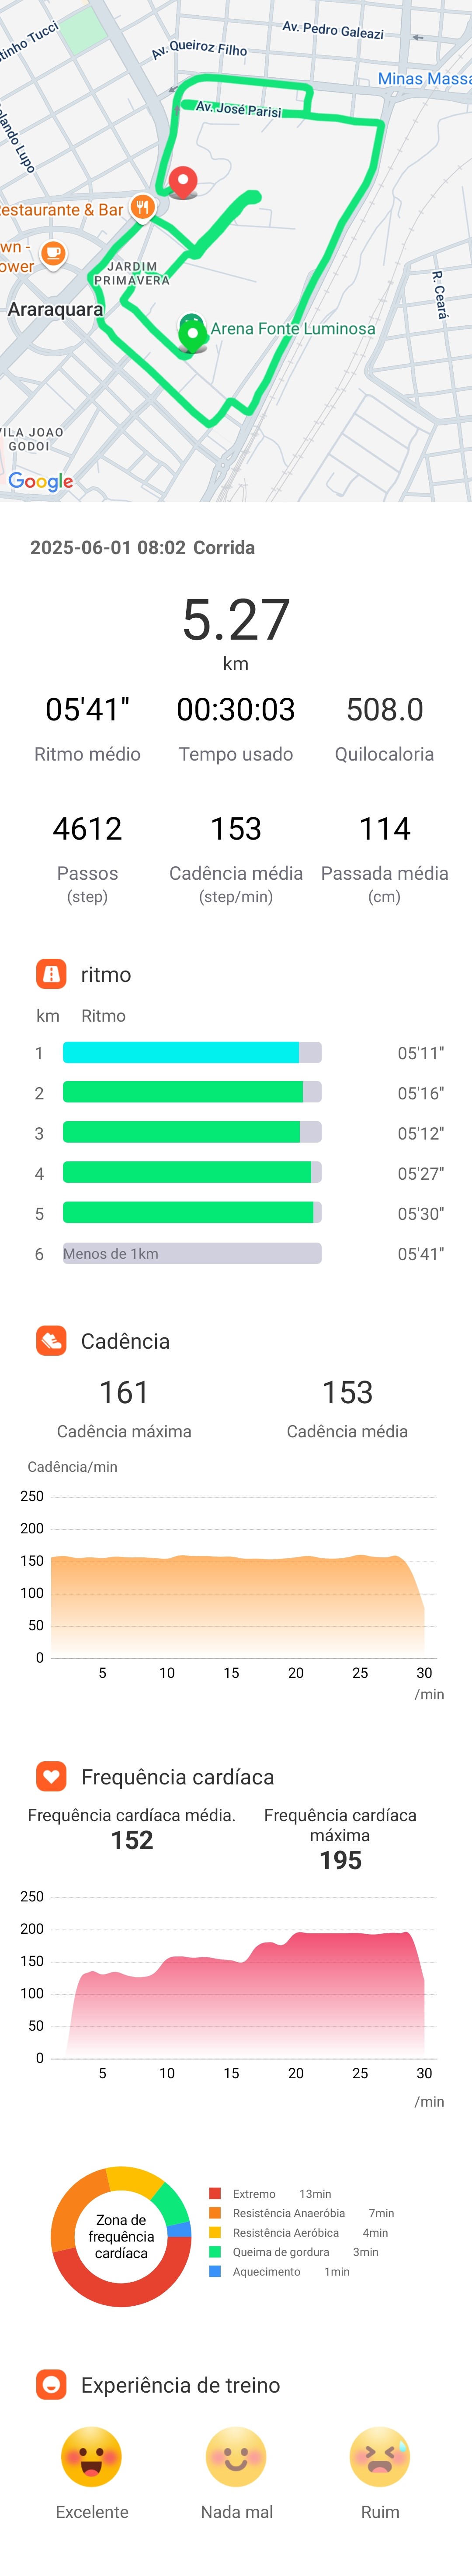 tinho Tucci
Av. Pedro Galeazi
Av. Queiroz Filho
Minas Massa
Av. José Parisi
olando Lupo
estaurante & Bar
wn -
ower
JARDIM
PRIMAVERA
R. Ceará
Araraquara
Arena Fonte Luminosa
VILA JOAO
GODOI
Google
2025-06-01 08:02 Corrida
5.27
km
05'41" 00:30:03 508.0
Ritmo médio Tempo usado Quilocaloria
4612 153 114
Passos Cadência média Passada média
(step) (step/min) (cm)
ritmo
km Ritmo
1 05'11"
2 05'16"
3 05'12"
4 05'27"
5 05'30"
6 Menos de 1km 05'41"
Cadência
161 153
Cadência máxima Cadência média
Cadência/min
250
200
150
100
50
0
5 10 15 20 25 30
/min
Frequência cardíaca
Frequência cardíaca média.
152
Frequência cardíaca
máxima
195
250
200
150
100
50
0
5 10 15 20 25 30
/min
Zona de
frequência
cardíaca
Extremo 13min
Resistência Anaeróbia 7min
Resistência Aeróbica 4min
Queima de gordura 3min
Aquecimento 1min
Experiência de treino
Excelente Nada mal Ruim